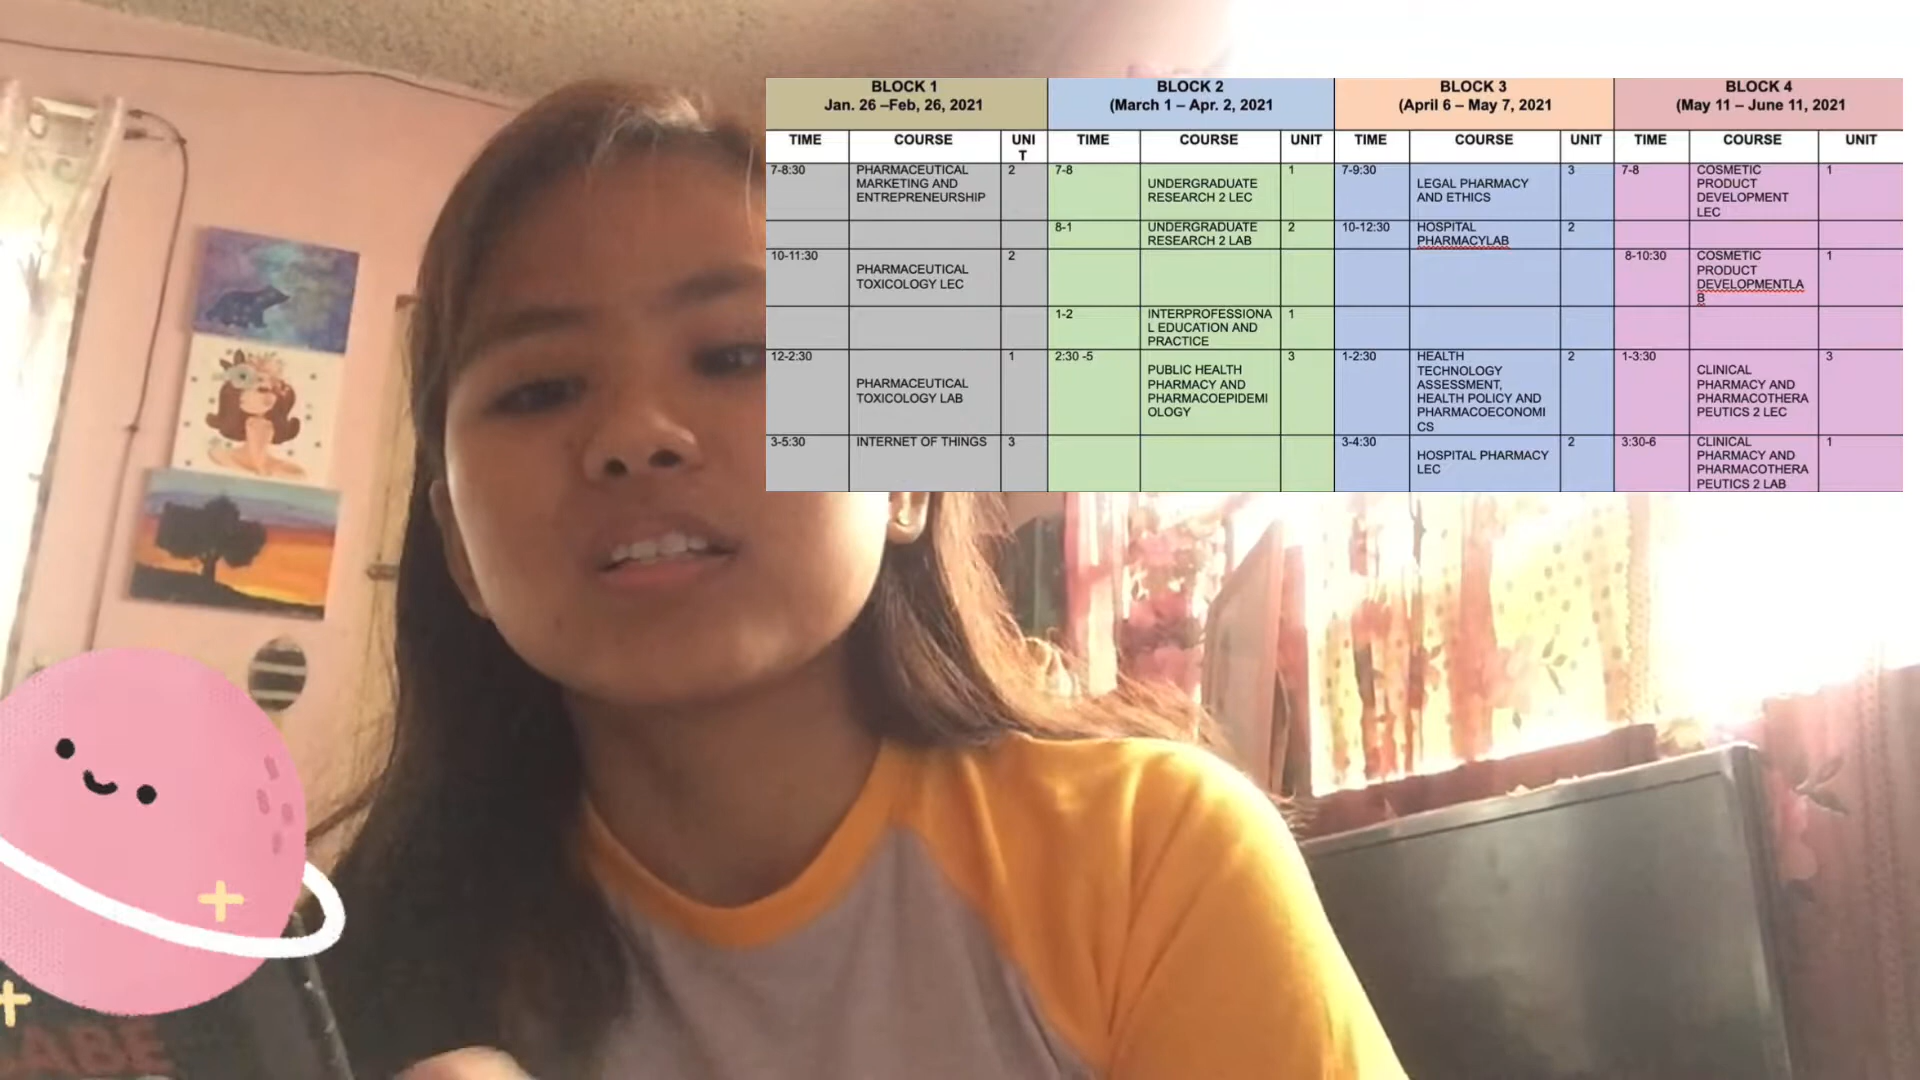 BLOCK 1
Jan. 26 –Feb, 26, 2021
BLOCK 2
(March 1 – Apr. 2, 2021
BLOCK 3
(April 6 – May 7, 2021
BLOCK 4
(May 11 – June 11, 2021
TIME
COURSE
UNI
T
TIME
COURSE
UNIT
TIME
COURSE
UNIT
TIME
COURSE
UNIT
7-8:30
PHARMACEUTICAL
MARKETING AND
ENTREPRENEURSHIP
2
7-8
UNDERGRADUATE
RESEARCH 2 LEC
1
7-9:30
LEGAL PHARMACY
AND ETHICS
3
7-8
COSMETIC
PRODUCT
DEVELOPMENT
LEC
1
8-1
UNDERGRADUATE
RESEARCH 2 LAB
2
10-12:30
HOSPITAL
PHARMACYLAB
2
10-11:30
PHARMACEUTICAL
TOXICOLOGY LEC
2
8-10:30
COSMETIC
PRODUCT
DEVELOPMENTLA
B
1
1-2
INTERPROFESSIONA
L EDUCATION AND
PRACTICE
1
12-2:30
PHARMACEUTICAL
TOXICOLOGY LAB
1
2:30 -5
PUBLIC HEALTH
PHARMACY AND
PHARMACOEPIDEMI
OLOGY
3
1-2:30
HEALTH
TECHNOLOGY
ASSESSMENT,
HEALTH POLICY AND
PHARMACOECONOMI
CS
2
1-3:30
CLINICAL
PHARMACY AND
PHARMACOTHERA
PEUTICS 2 LEC
3
3-5:30
INTERNET OF THINGS
3
3-4:30
HOSPITAL PHARMACY
LEC
2
3:30-6
CLINICAL
PHARMACY AND
PHARMACOTHERA
PEUTICS 2 LAB
1